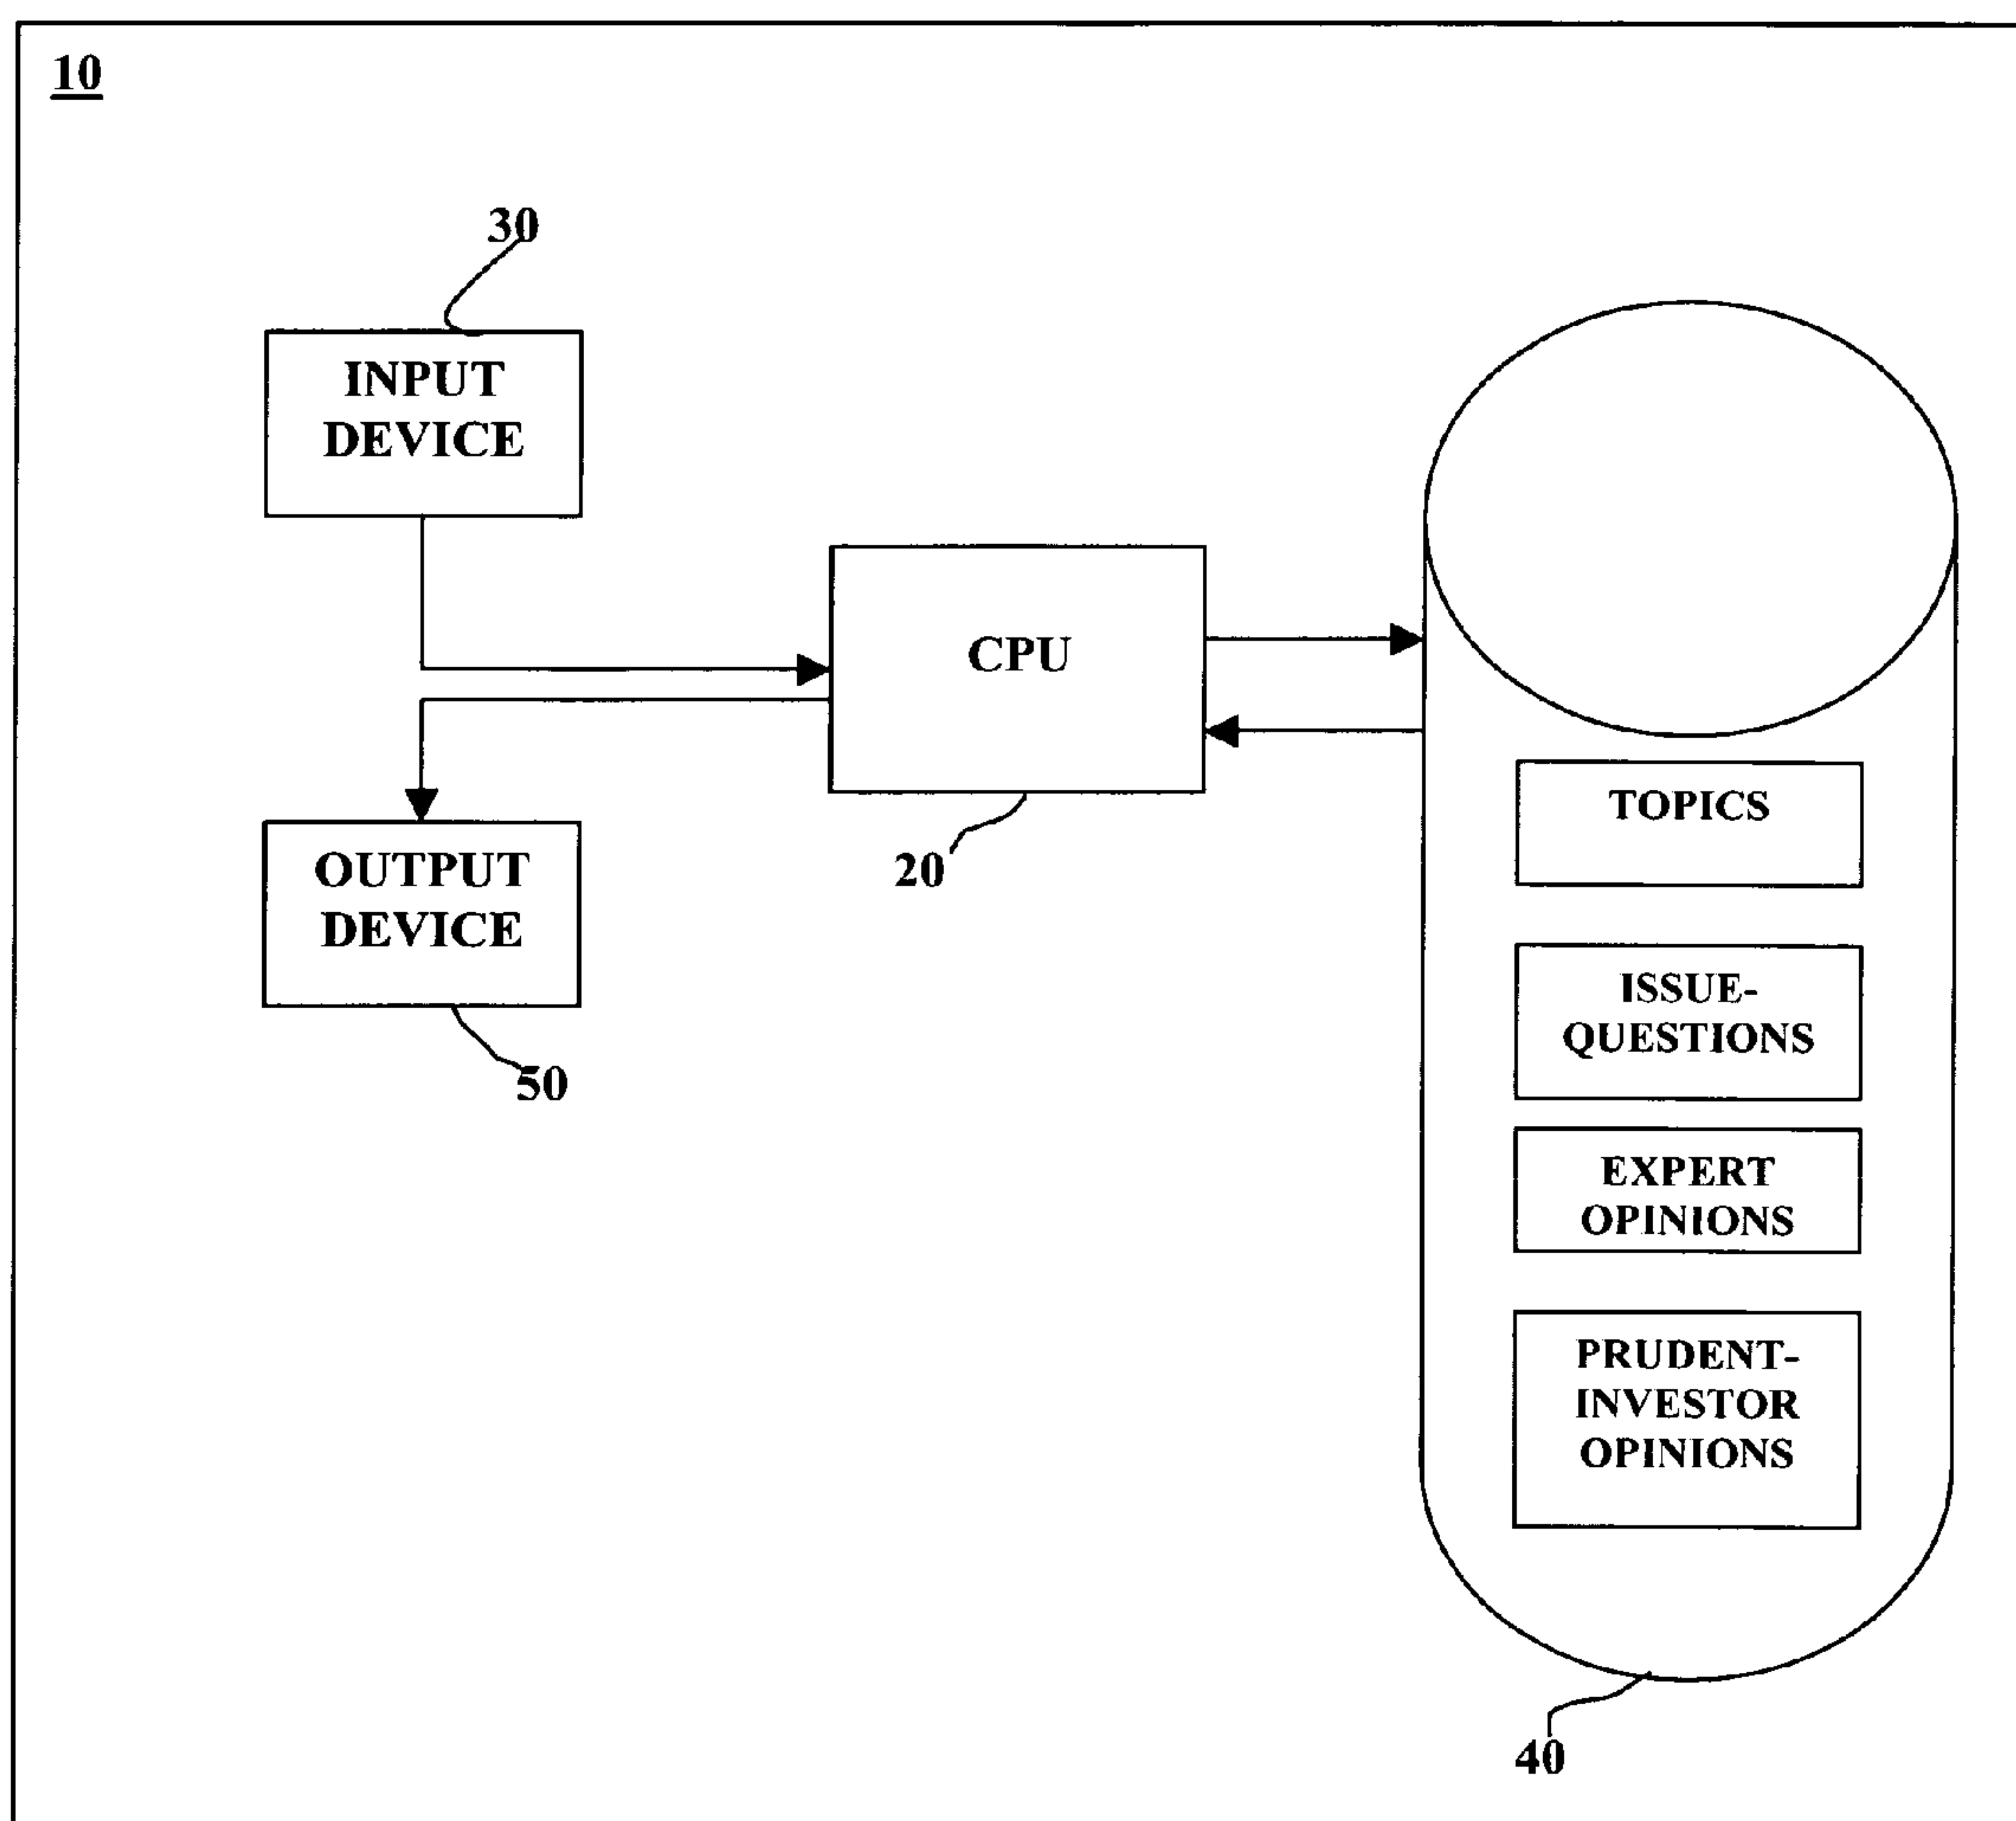 10
30
INPUT
DEVICE
CPU
20
OUTPUT
DEVICE
50
TOPICS
ISSUE-
QUESTIONS
EXPERT
OPINIONS
PRUDENT-
INVESTOR
OPINIONS
40